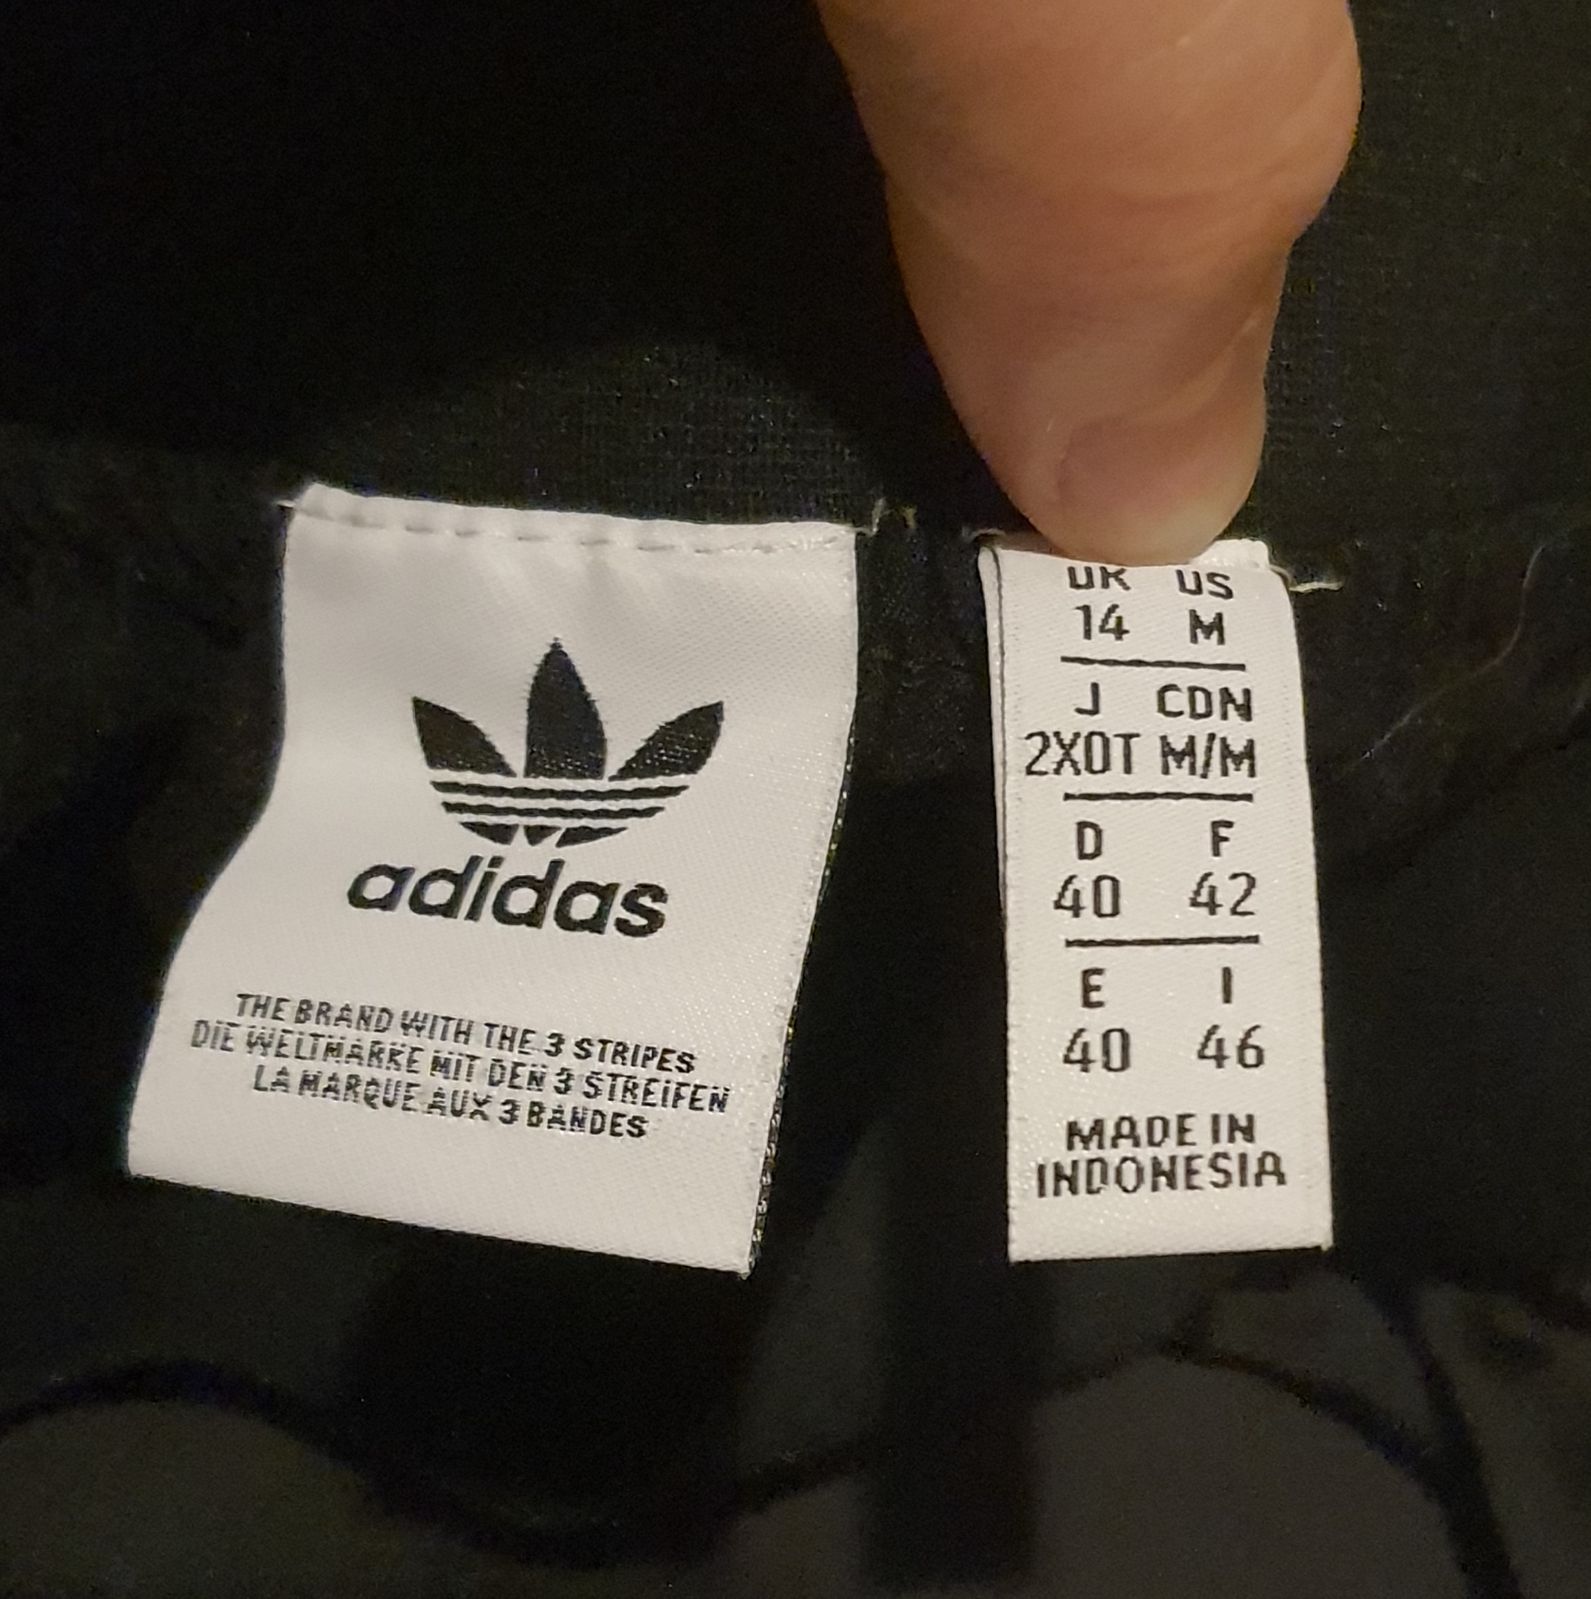 adidas
THE BRAND WITH THE 3 STRIPES
DIE WELTMARKE MIT DEN 3 STREIFEN
LA MARQUE AUX 3 BANDES
UK US
14 M
J CDN
2XOT M/M
D F
40 42
E I
40 46
MADE IN
INDONESIA